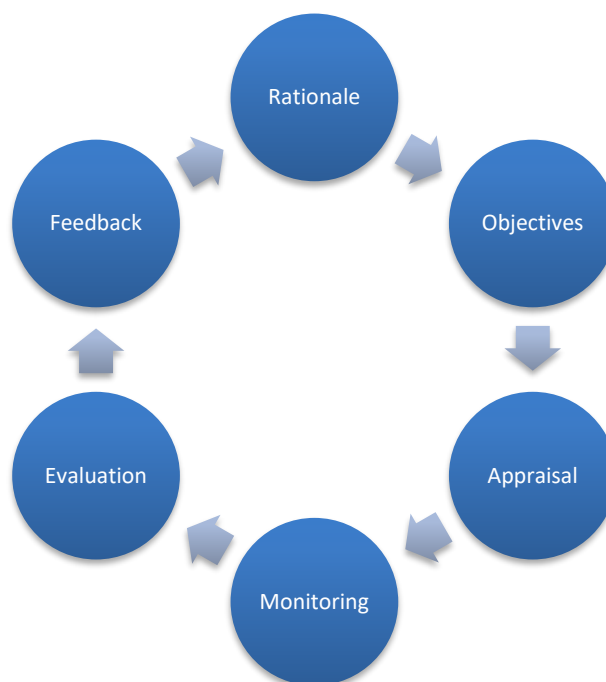 Rationale
Objectives
Appraisal
Monitoring
Evaluation
Feedback